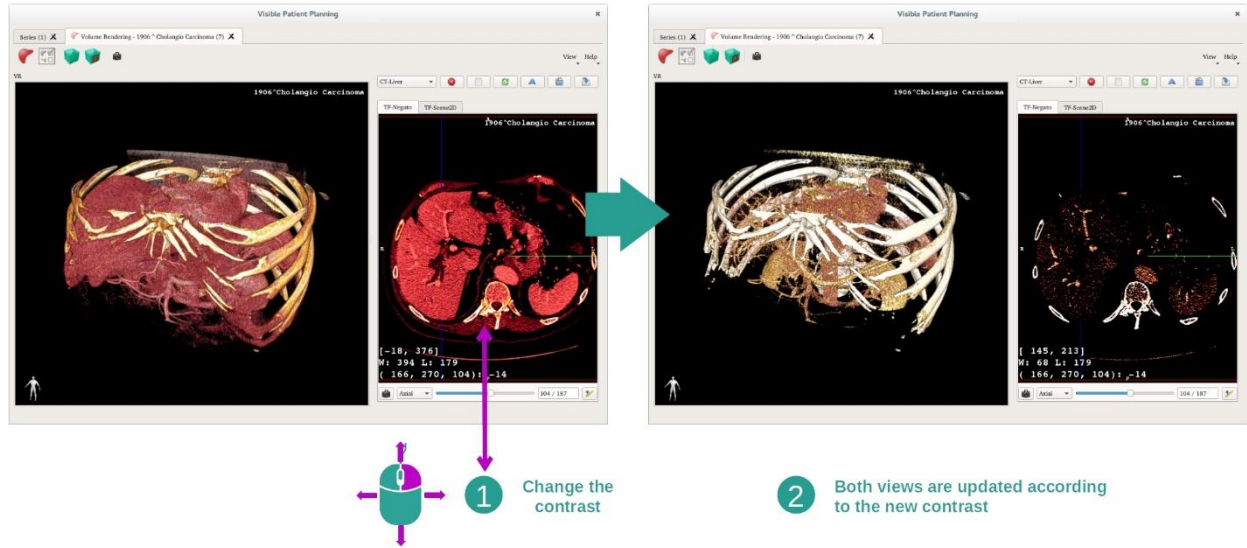 Visible Patient Planning
Series (1)
Volume Rendering - 1906 ^ Cholangio Carcinoma (7)
View Help
VR
1906^Cholangio Carcinoma
CT-Liver
TF-Negato TF-Scene2D
1906^Cholangio Carcinoma
[-18, 376]
W: 394 L: 179
( 166, 270, 104): -14
Axial
104 / 187
Visible Patient Planning
Series (1)
Volume Rendering - 1906 ^ Cholangio Carcinoma (7)
View Help
VR
1906^Cholangio Carcinoma
CT-Liver
TF-Negato TF-Scene2D
1906^Cholangio Carcinoma
[ 145, 213]
W: 68 L: 179
( 166, 270, 104): -14
Axial
104 / 187
1
Change the
contrast
2
Both views are updated according
to the new contrast